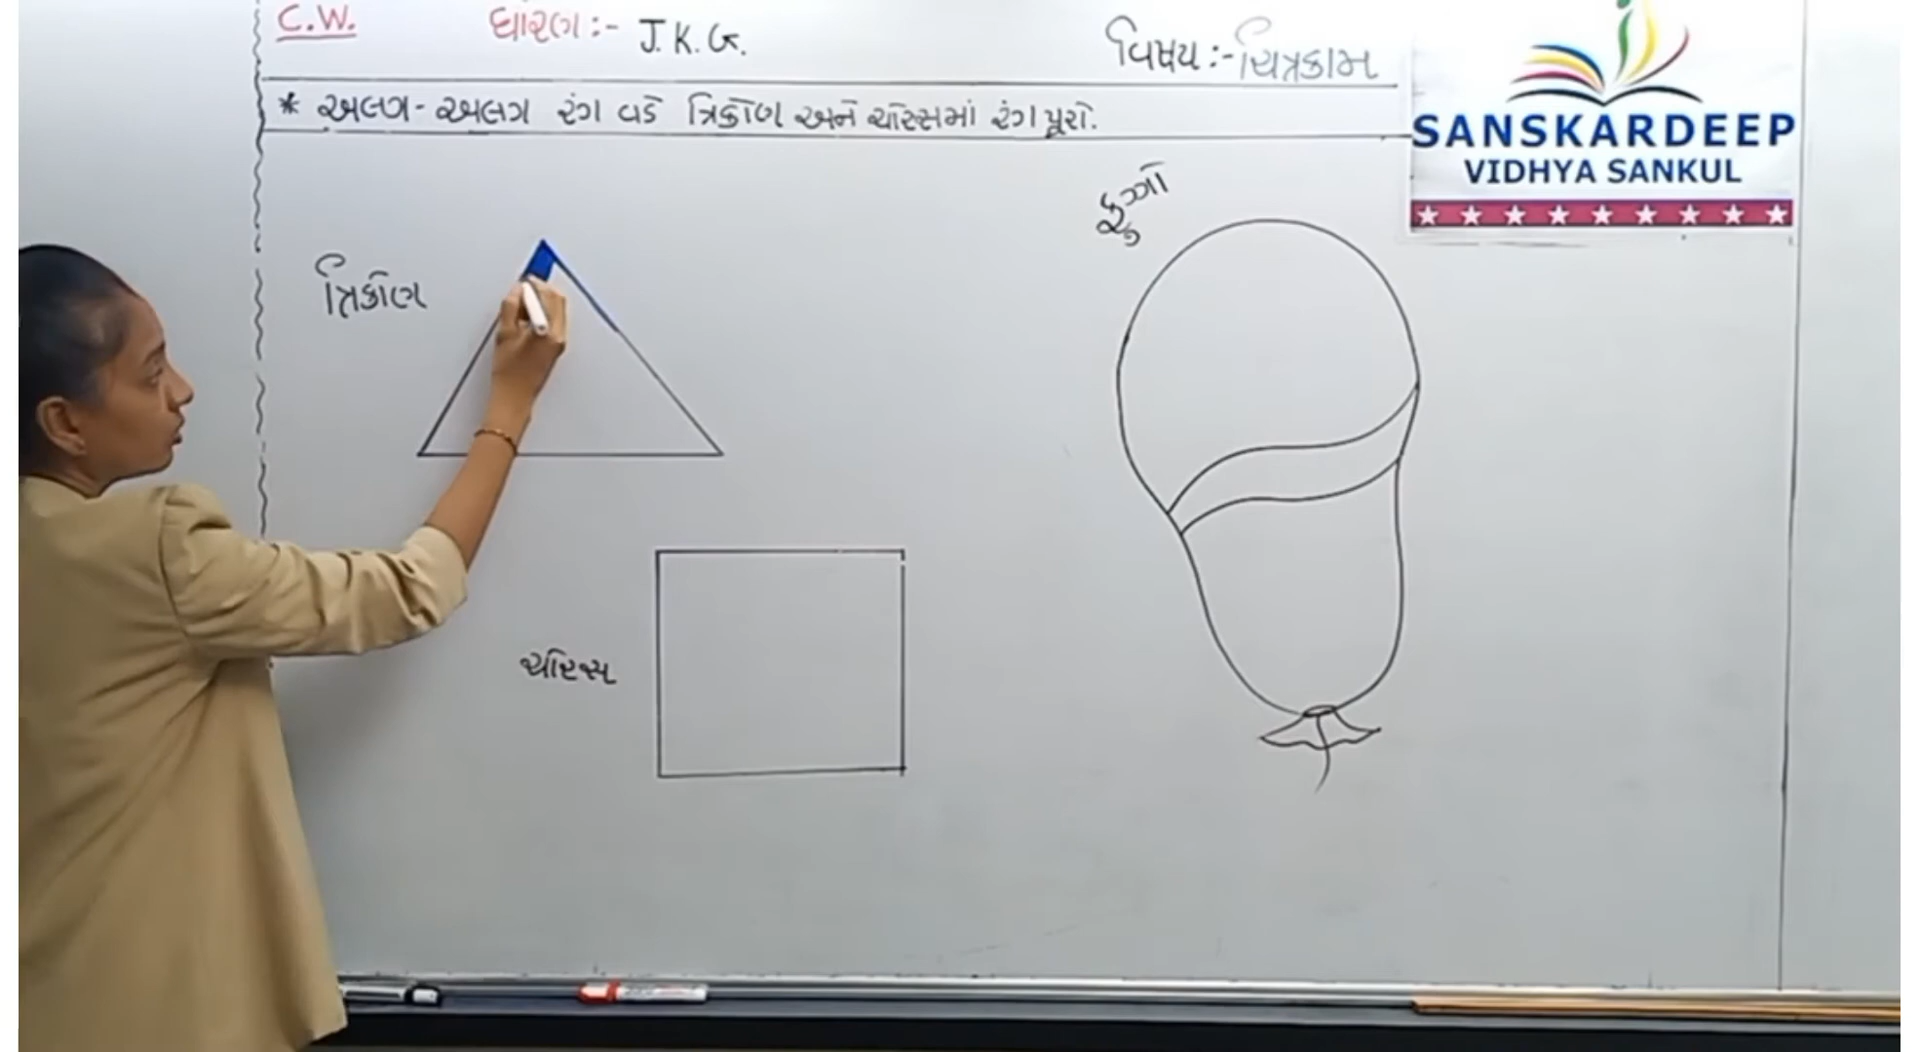 C.W.
ધોરણ :- J.K.G.
વિષય :- ચિત્રકામ
* અલગ - અલગ રંગ વડે ત્રિકોણ અને ચોરસમાં રંગ પૂરો.
SANSKARDEEP
VIDHYA SANKUL
ફુગ્ગો
ત્રિકોણ
ચોરસ